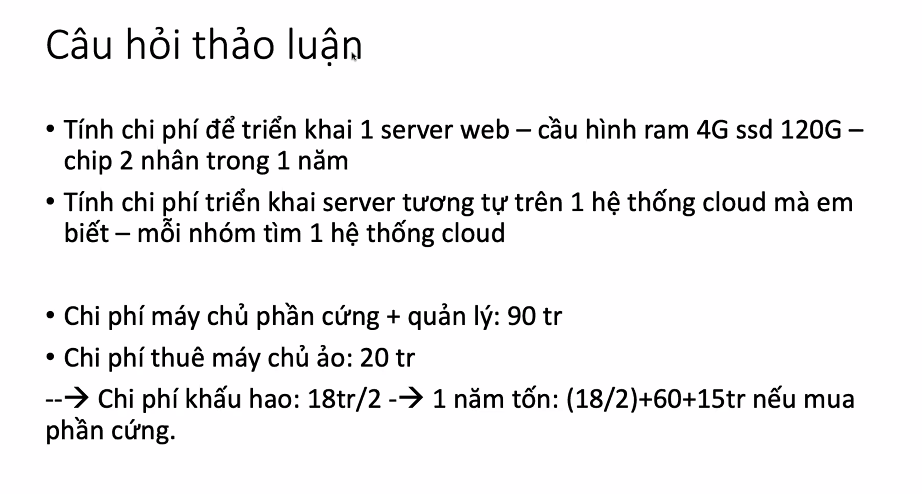 Câu hỏi thảo luận
• Tính chi phí để triển khai 1 server web – cầu hình ram 4G ssd 120G –
chip 2 nhân trong 1 năm
• Tính chi phí triển khai server tương tự trên 1 hệ thống cloud mà em
biết – mỗi nhóm tìm 1 hệ thống cloud
• Chi phí máy chủ phần cứng + quản lý: 90 tr
• Chi phí thuê máy chủ ảo: 20 tr
--→ Chi phí khấu hao: 18tr/2 -→ 1 năm tốn: (18/2)+60+15tr nếu mua
phần cứng.